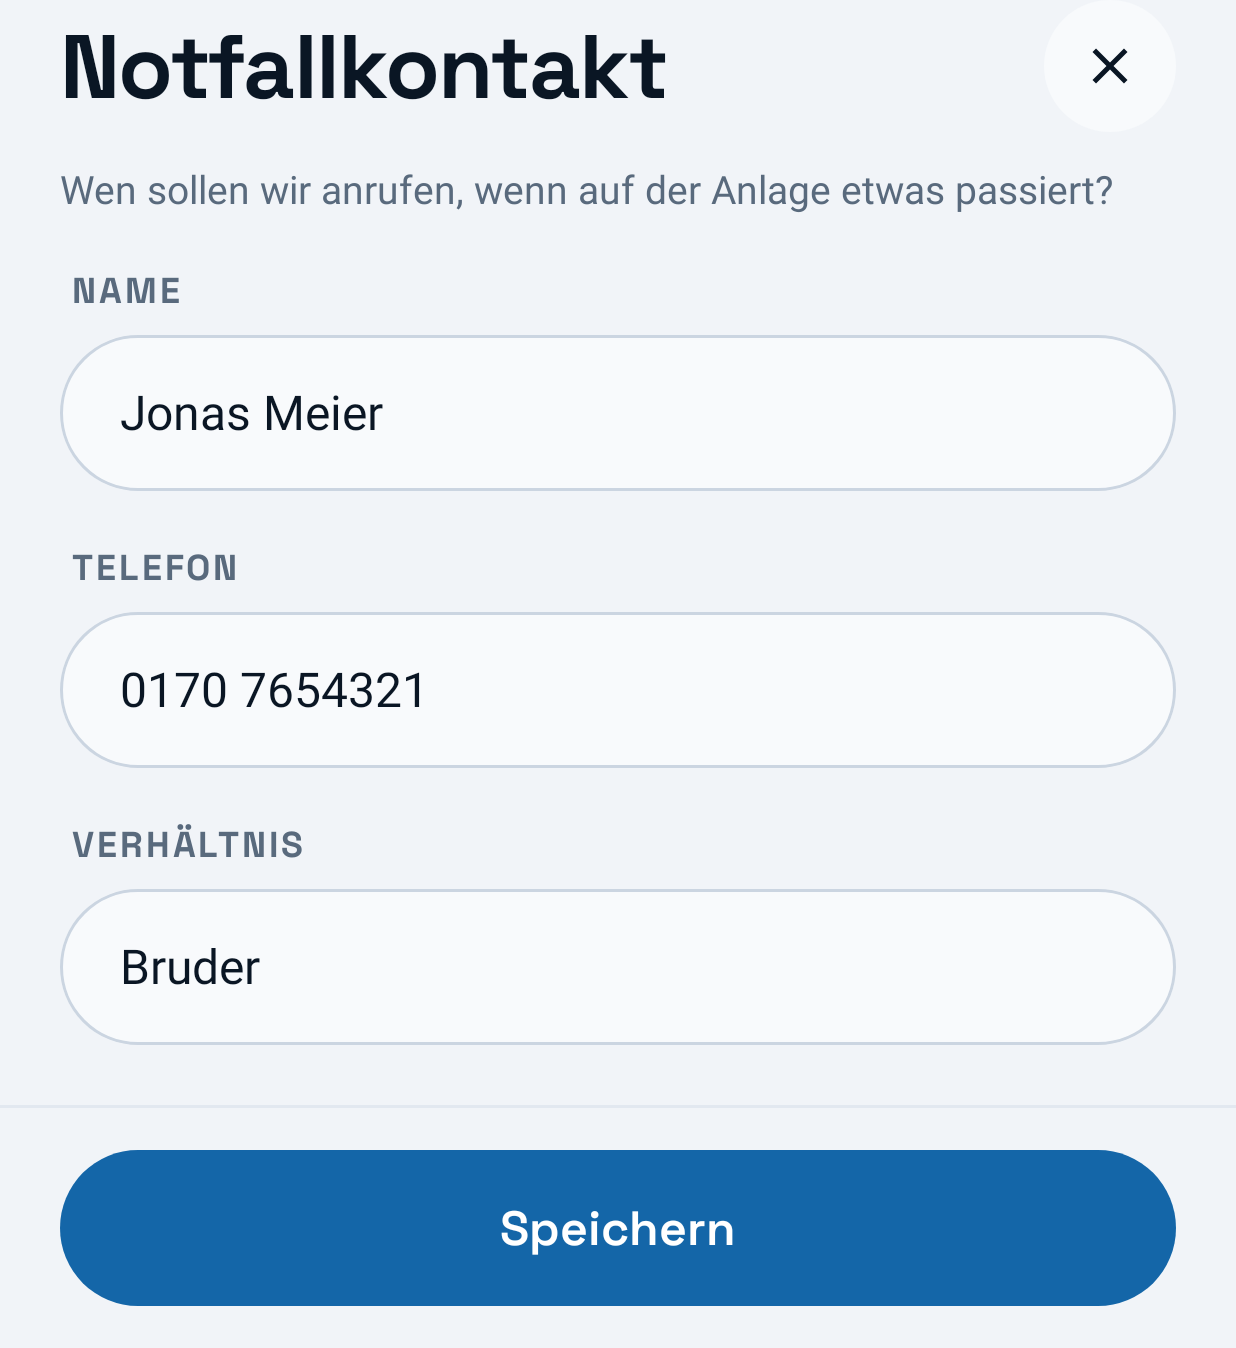 Notfallkontakt
Wen sollen wir anrufen, wenn auf der Anlage etwas passiert?
NAME
Jonas Meier
TELEFON
0170 7654321
VERHÄLTNIS
Bruder
Speichern